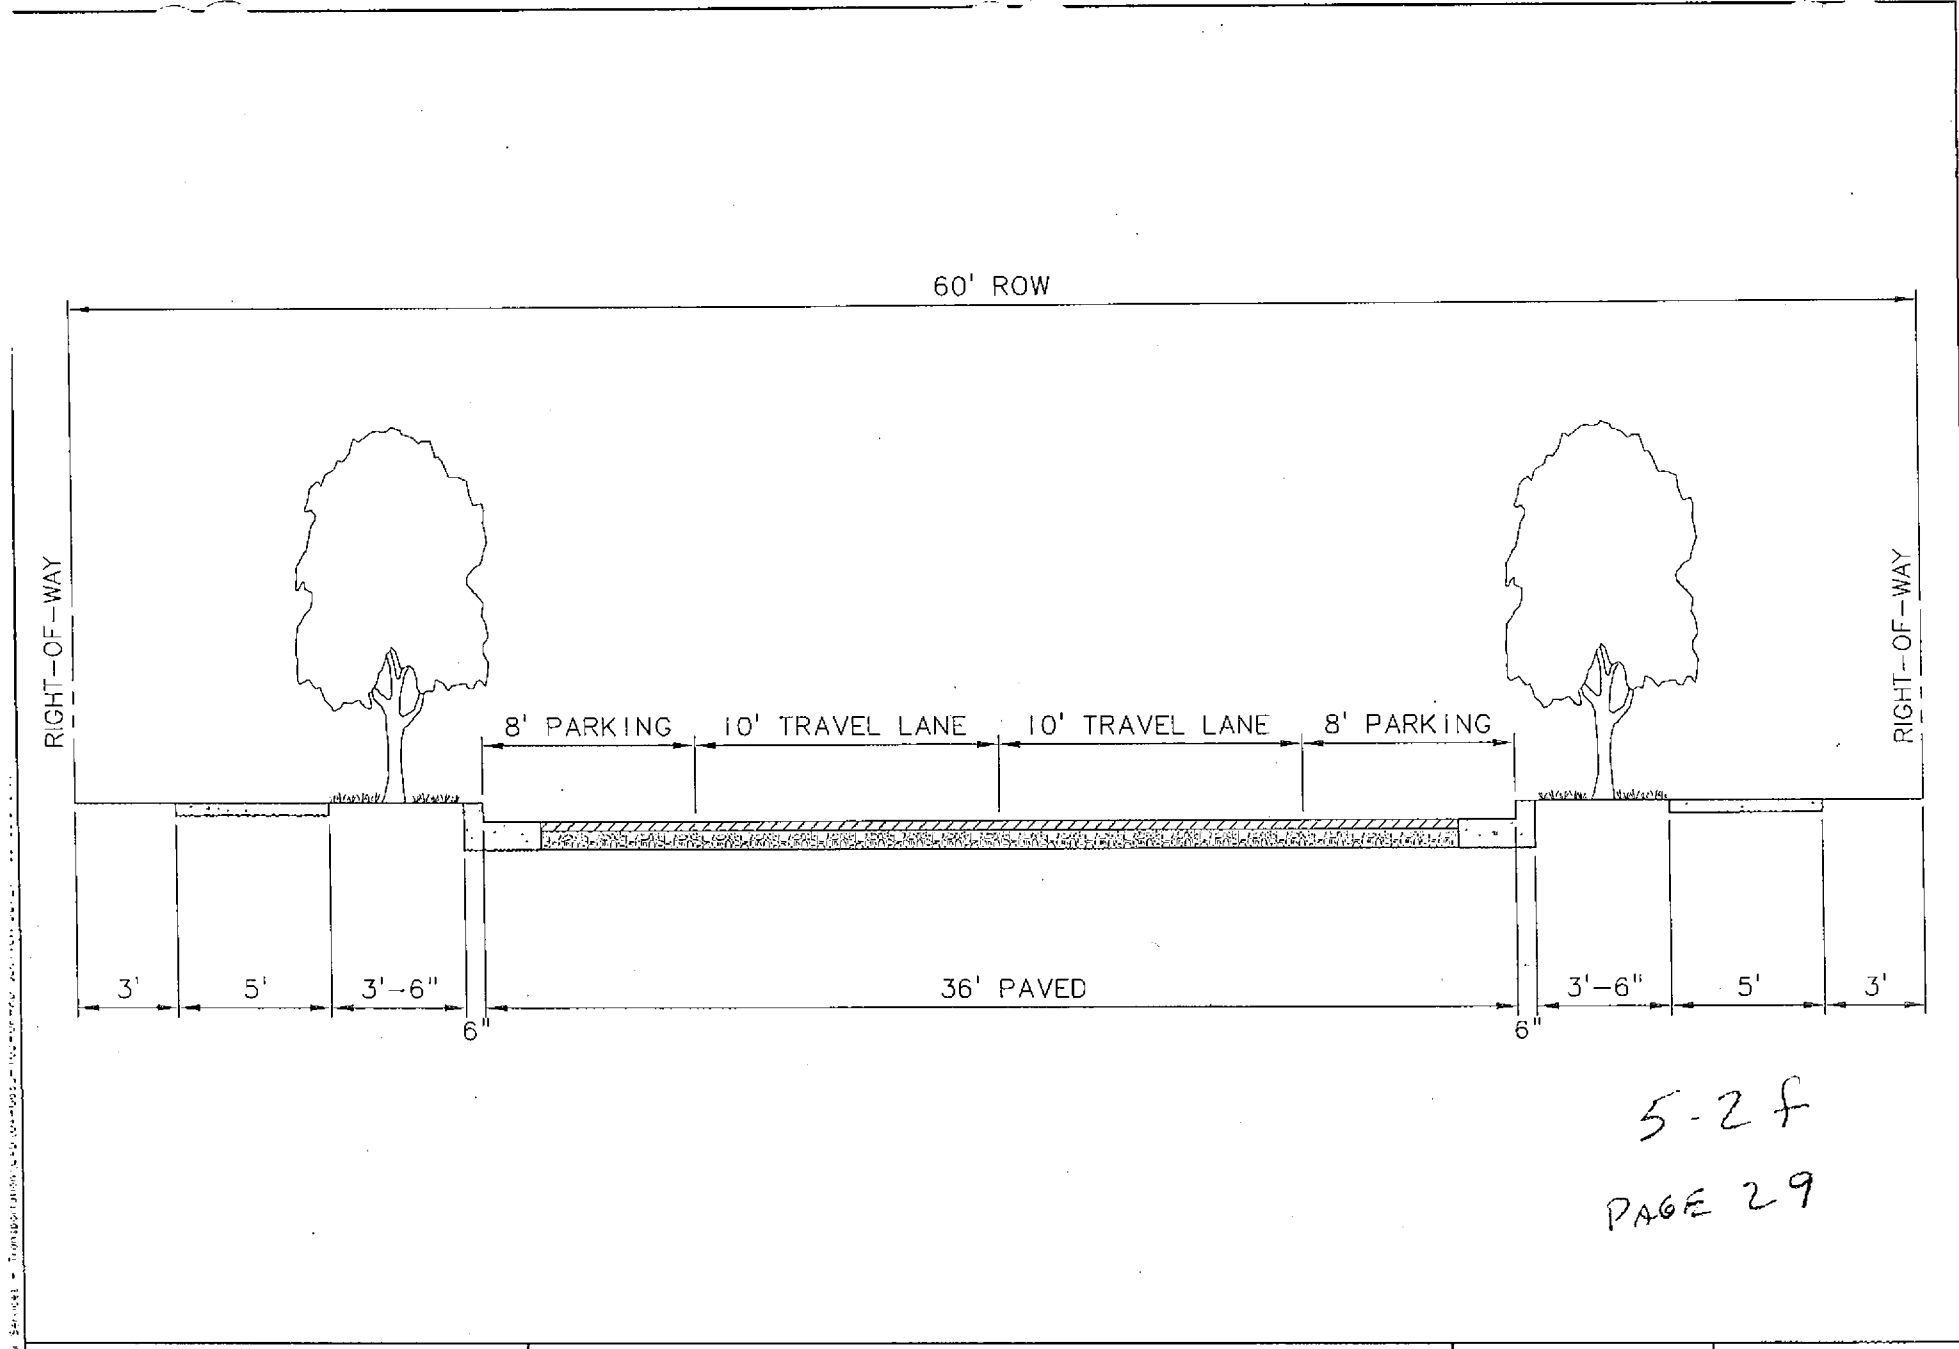 60' ROW
RIGHT-OF-WAY
RIGHT-OF-WAY
8' PARKING
10' TRAVEL LANE
10' TRAVEL LANE
8' PARKING
3'
5'
3'-6"
6"
36' PAVED
6"
3'-6"
5'
3'
5-2f
PAGE 29